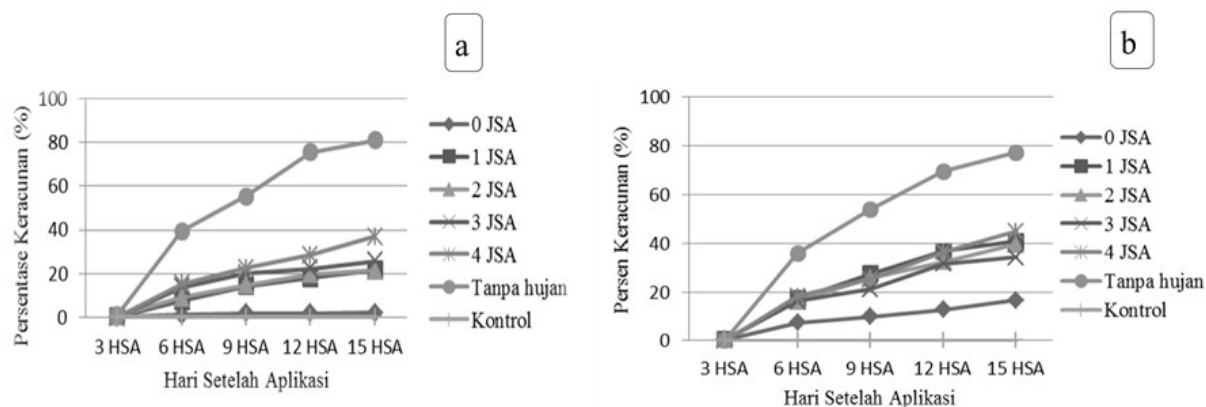 a
Persentase Keracunan (%)
100
80
60
40
20
0
3 HSA 6 HSA 9 HSA 12 HSA 15 HSA
Hari Setelah Aplikasi
0 JSA
1 JSA
2 JSA
3 JSA
4 JSA
Tanpa hujan
Kontrol
b
Persen Keracunan (%)
100
80
60
40
20
0
3 HSA 6 HSA 9 HSA 12 HSA 15 HSA
Hari Setelah Aplikasi
0 JSA
1 JSA
2 JSA
3 JSA
4 JSA
Tanpa hujan
Kontrol